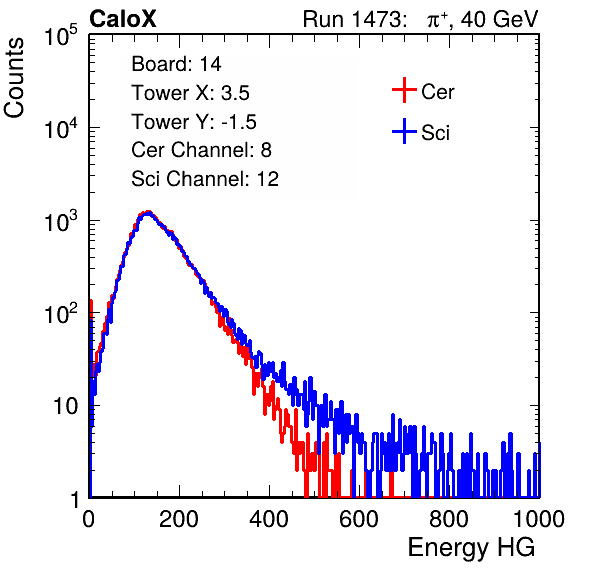 CaloX Run 1473: π⁺, 40 GeV
Counts
10⁵
10⁴
10³
10²
10
1
Board: 14
Tower X: 3.5
Tower Y: -1.5
Cer Channel: 8
Sci Channel: 12
Cer
Sci
0 200 400 600 800 1000
Energy HG